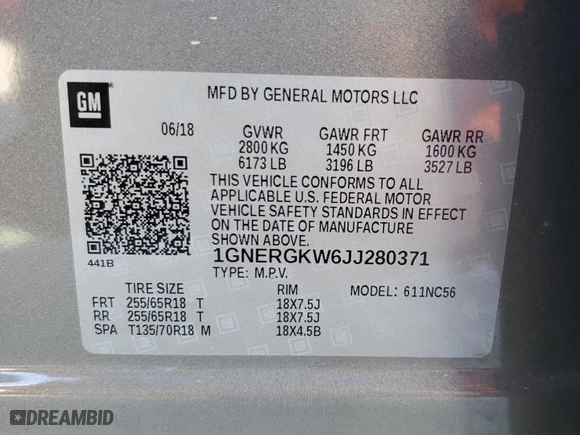 GM
MFD BY GENERAL MOTORS LLC
06/18 GVWR GAWR FRT GAWR RR
2800 KG 1450 KG 1600 KG
6173 LB 3196 LB 3527 LB
THIS VEHICLE CONFORMS TO ALL
APPLICABLE U.S. FEDERAL MOTOR
VEHICLE SAFETY STANDARDS IN EFFECT
ON THE DATE OF MANUFACTURE
SHOWN ABOVE.
441B
1GNERGKW6JJ280371
TYPE: M.P.V.
TIRE SIZE RIM MODEL: 611NC56
FRT 255/65R18 T 18X7.5J
RR 255/65R18 T 18X7.5J
SPA T135/70R18 M 18X4.5B
DREAMBID